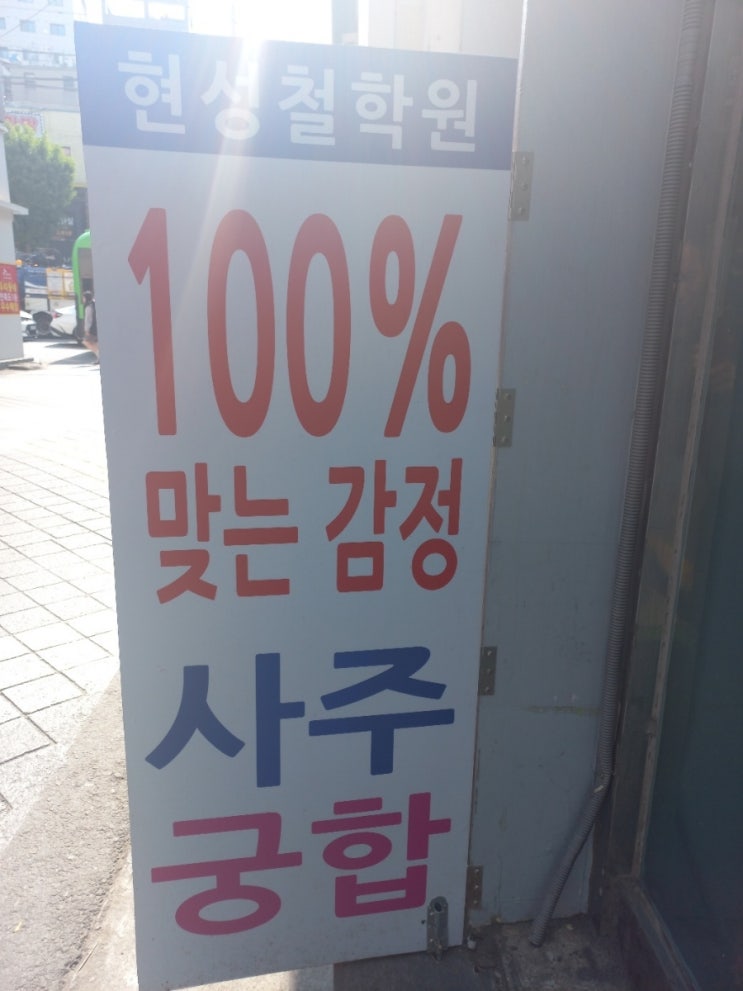 현성철학원
100%
맞는 감정
사주
궁합